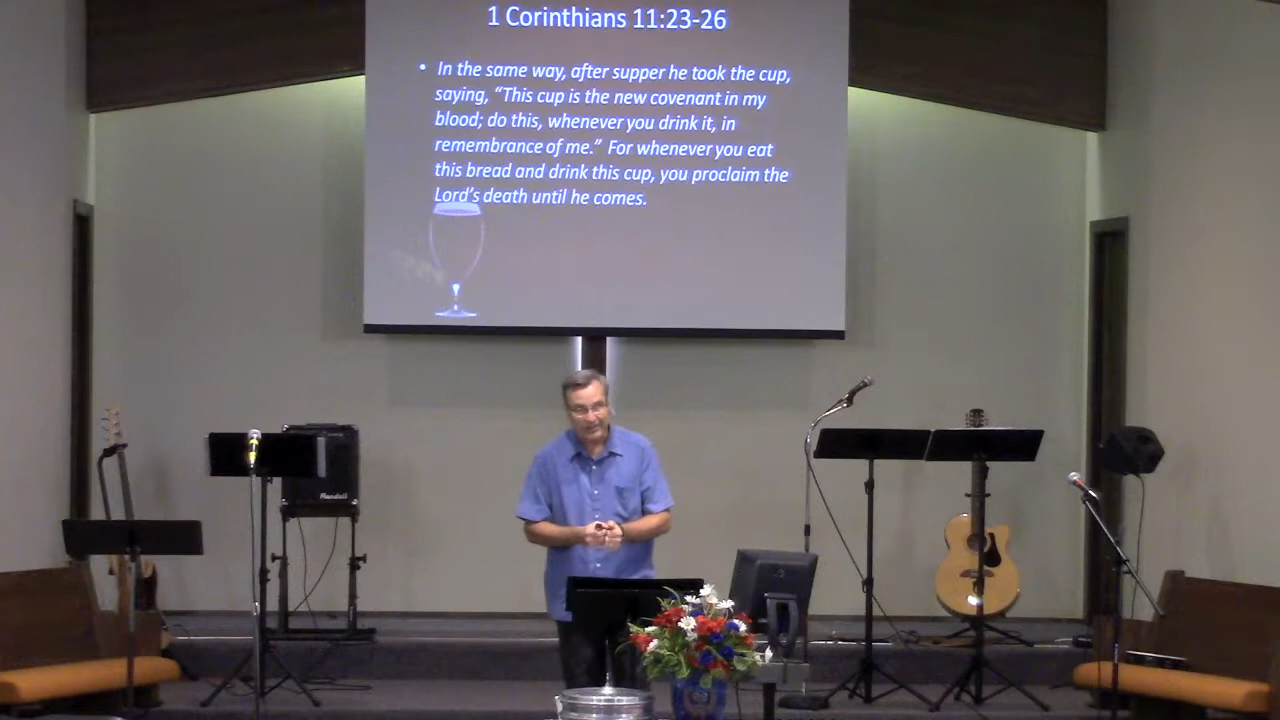 1 Corinthians 11:23-26
• In the same way, after supper he took the cup,
saying, “This cup is the new covenant in my
blood; do this, whenever you drink it, in
remembrance of me.” For whenever you eat
this bread and drink this cup, you proclaim the
Lord’s death until he comes.
Randall